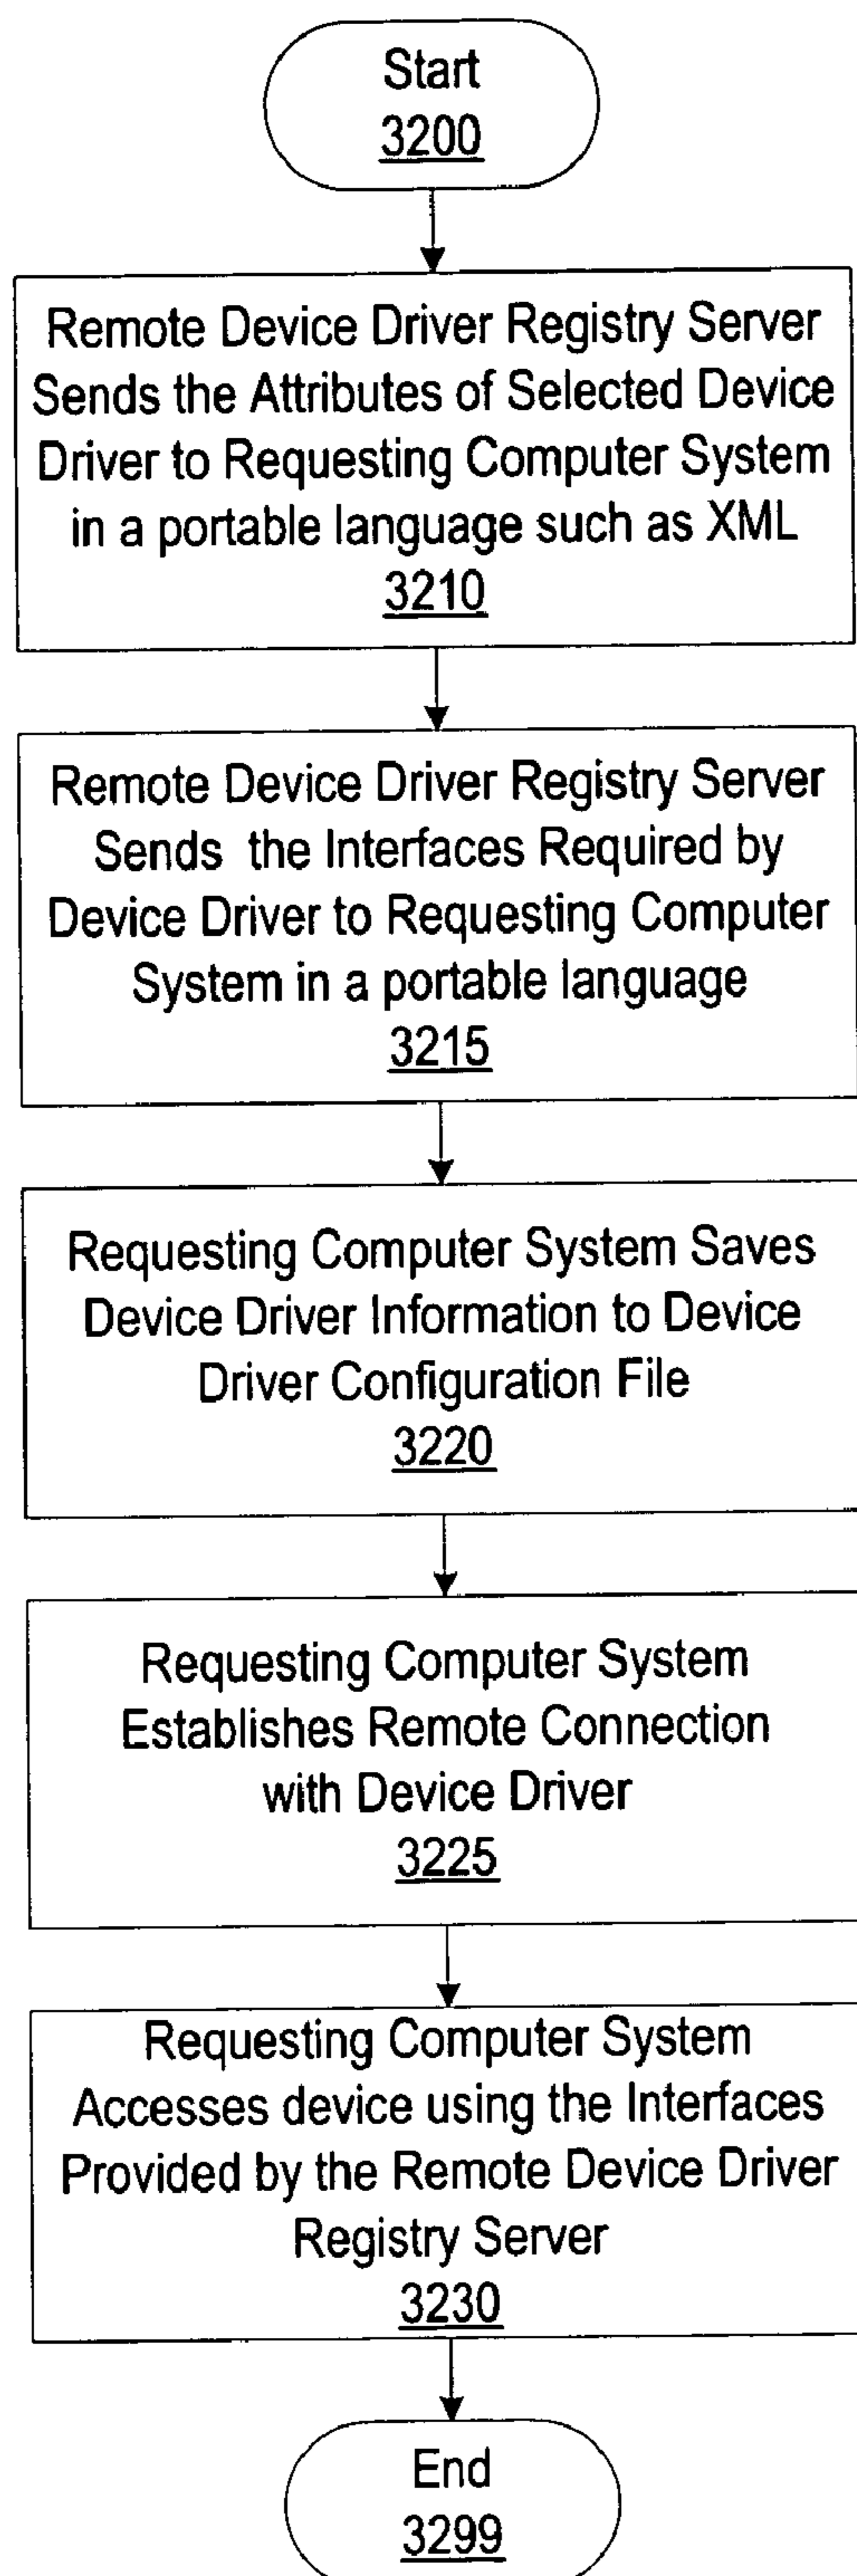 Start
3200
Remote Device Driver Registry Server
Sends the Attributes of Selected Device
Driver to Requesting Computer System
in a portable language such as XML
3210
Remote Device Driver Registry Server
Sends the Interfaces Required by
Device Driver to Requesting Computer
System in a portable language
3215
Requesting Computer System Saves
Device Driver Information to Device
Driver Configuration File
3220
Requesting Computer System
Establishes Remote Connection
with Device Driver
3225
Requesting Computer System
Accesses device using the Interfaces
Provided by the Remote Device Driver
Registry Server
3230
End
3299